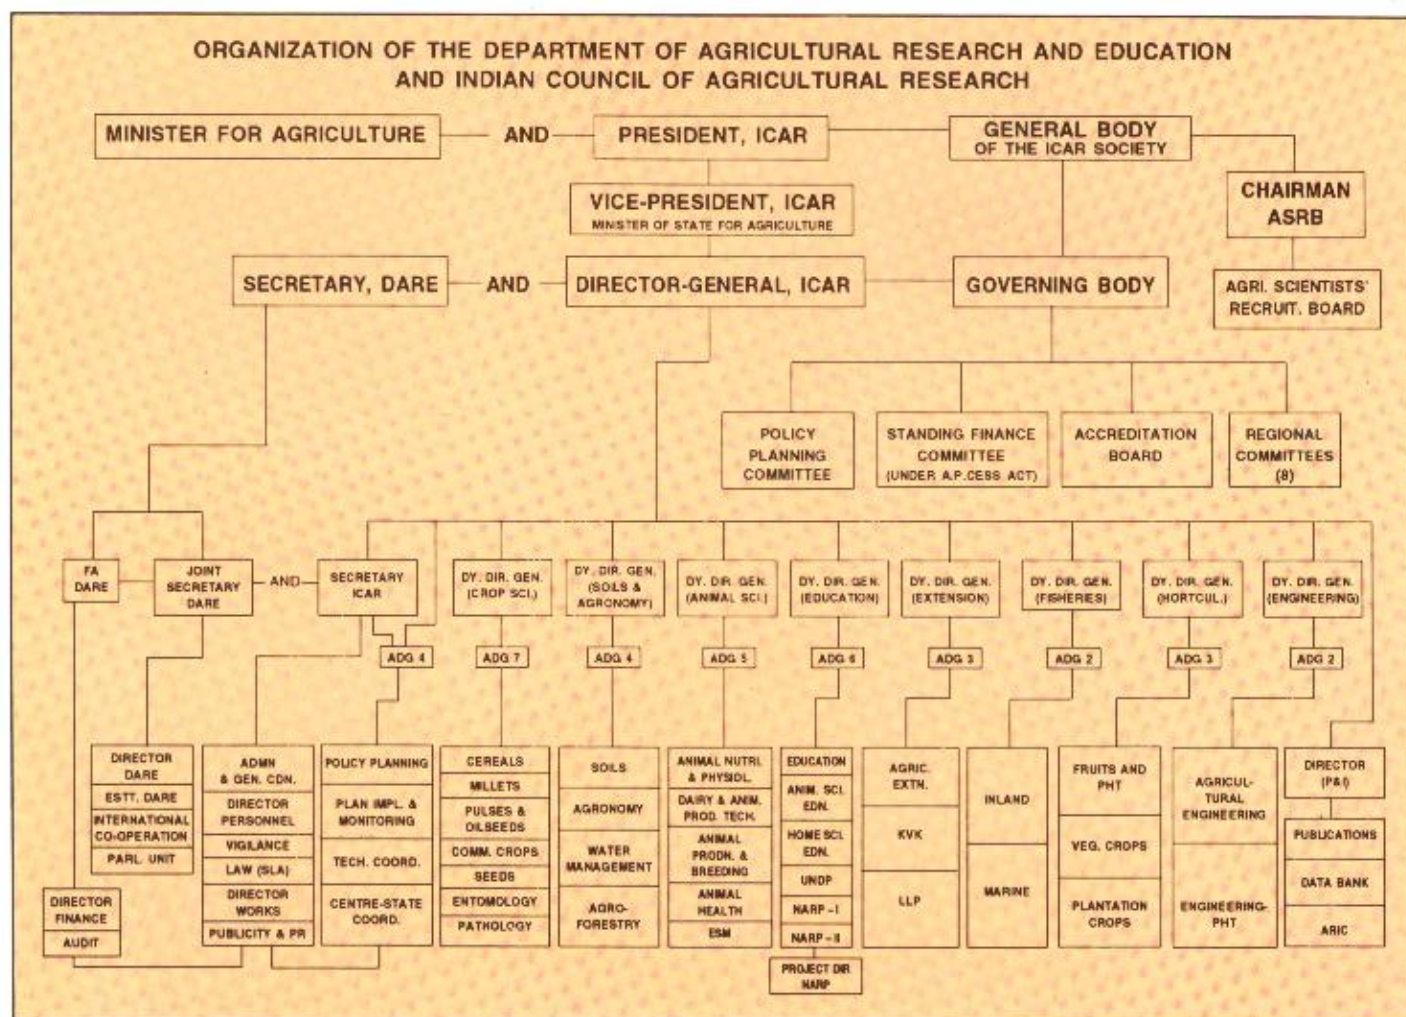 ORGANIZATION OF THE DEPARTMENT OF AGRICULTURAL RESEARCH AND EDUCATION
AND INDIAN COUNCIL OF AGRICULTURAL RESEARCH
MINISTER FOR AGRICULTURE
AND
PRESIDENT, ICAR
GENERAL BODY
OF THE ICAR SOCIETY
VICE-PRESIDENT, ICAR
MINISTER OF STATE FOR AGRICULTURE
CHAIRMAN
ASRB
SECRETARY, DARE
AND
DIRECTOR-GENERAL, ICAR
GOVERNING BODY
AGRI. SCIENTISTS'
RECRUIT. BOARD
POLICY
PLANNING
COMMITTEE
STANDING FINANCE
COMMITTEE
(UNDER A.P.CESS ACT)
ACCREDITATION
BOARD
REGIONAL
COMMITTEES
(8)
FA
DARE
JOINT
SECRETARY
DARE
AND
SECRETARY
ICAR
DY. DIR. GEN.
(CROP SCI.)
DY. DIR. GEN.
(SOILS &
AGRONOMY)
DY. DIR. GEN.
(ANIMAL SCI.)
DY. DIR. GEN.
(EDUCATION)
DY. DIR. GEN.
(EXTENSION)
DY. DIR. GEN.
(FISHERIES)
DY. DIR. GEN.
(HORTCUL.)
DY. DIR. GEN.
(ENGINEERING)
ADG 4
ADG 7
ADG 4
ADG 5
ADG 6
ADG 3
ADG 2
ADG 3
ADG 2
DIRECTOR
DARE
ESTT. DARE
INTERNATIONAL
CO-OPERATION
PARL. UNIT
DIRECTOR
FINANCE
AUDIT
ADMN
& GEN. CDN.
DIRECTOR
PERSONNEL
VIGILANCE
LAW (SLA)
DIRECTOR
WORKS
PUBLICITY & PR
POLICY PLANNING
PLAN IMPL. &
MONITORING
TECH. COORD.
CENTRE-STATE
COORD.
CEREALS
MILLETS
PULSES &
OILSEEDS
COMM. CROPS
SEEDS
ENTOMOLOGY
PATHOLOGY
SOILS
AGRONOMY
WATER
MANAGEMENT
AGRO-
FORESTRY
ANIMAL NUTRI.
& PHYSIOL.
DAIRY & ANIM.
PROD. TECH.
ANIMAL
PRODN. &
BREEDING
ANIMAL
HEALTH
ESM
EDUCATION
ANIM. SCI.
EDN.
HOME SCI.
EDN.
UNDP
NARP - I
NARP - II
PROJECT DIR.
NARP
AGRIC.
EXTN.
KVK
LLP
INLAND
MARINE
FRUITS AND
PHT
VEG. CROPS
PLANTATION
CROPS
AGRICUL-
TURAL
ENGINEERING
ENGINEERING-
PHT
DIRECTOR
(P&I)
PUBLICATIONS
DATA BANK
ARIC